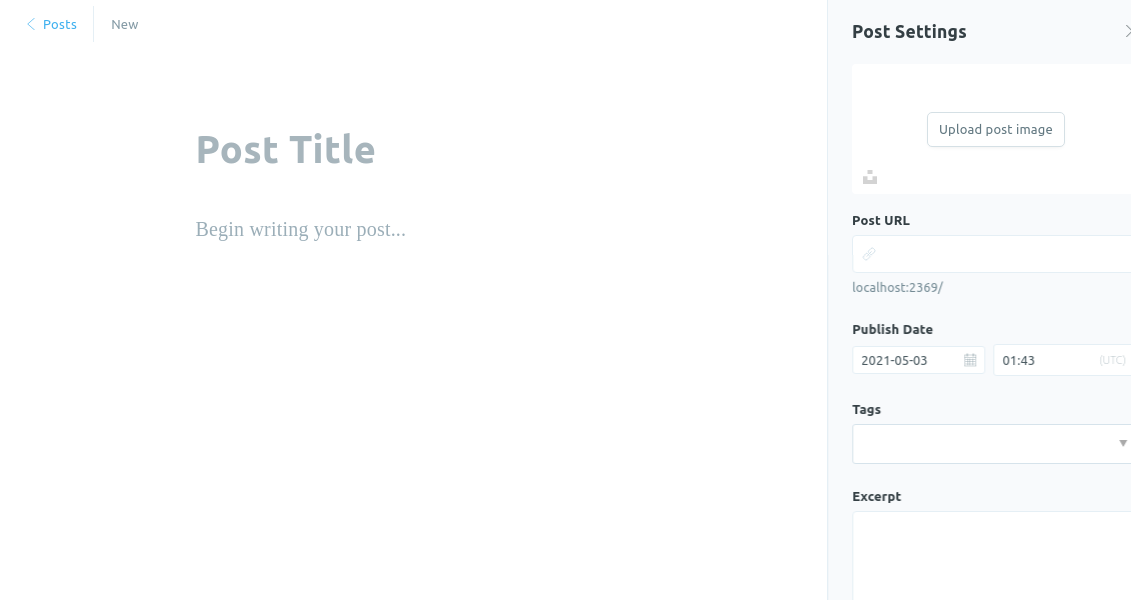 Posts
New
Post Title
Begin writing your post...
Post Settings
Upload post image
Post URL
localhost:2369/
Publish Date
2021-05-03
01:43 (UTC)
Tags
Excerpt